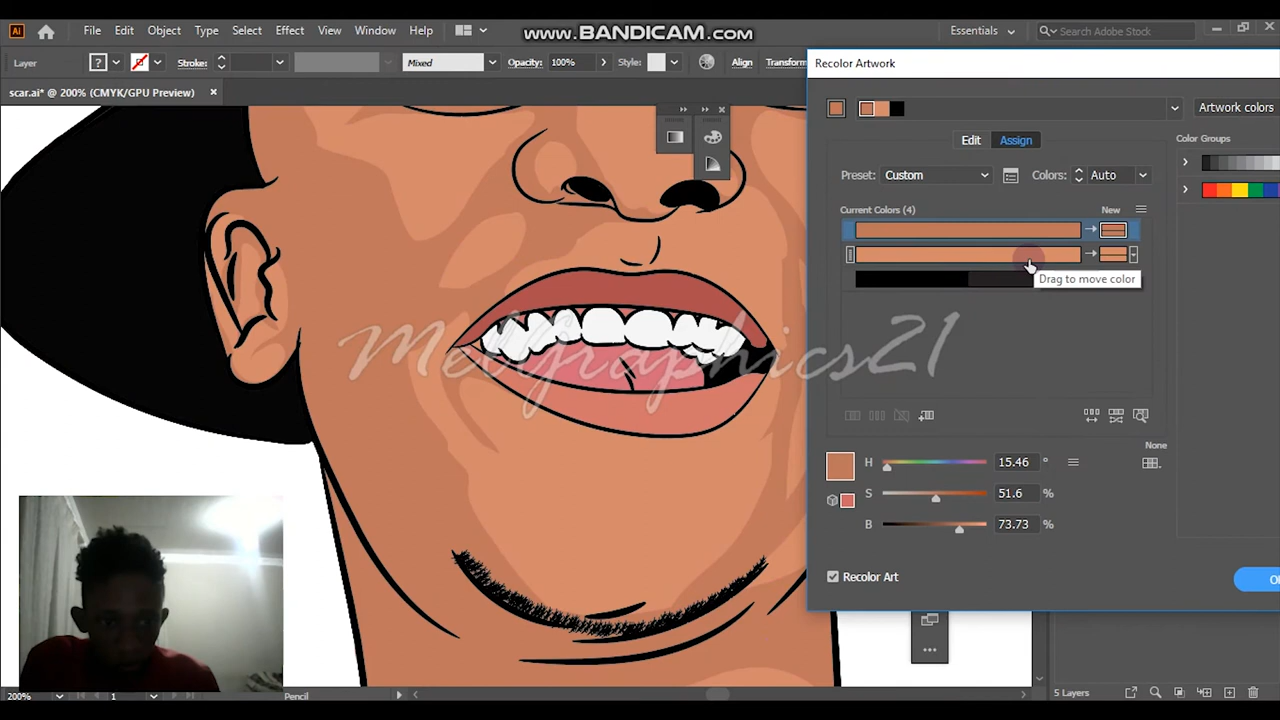 Ai File Edit Object Type Select Effect View Window Help www.BANDICAM.com Essentials Search Adobe Stock
Layer ? Stroke: Mixed Opacity: 100% Style: Align Transform
scar.ai* @ 200% (CMYK/GPU Preview) ×
Recolor Artwork
Artwork colors
Edit Assign
Color Groups
Preset: Custom Colors: Auto
Current Colors (4) New
Drag to move color
Melgraphics21
None
H 15.46 °
S 51.6 %
B 73.73 %
Recolor Art
200% 1 Pencil 5 Layers